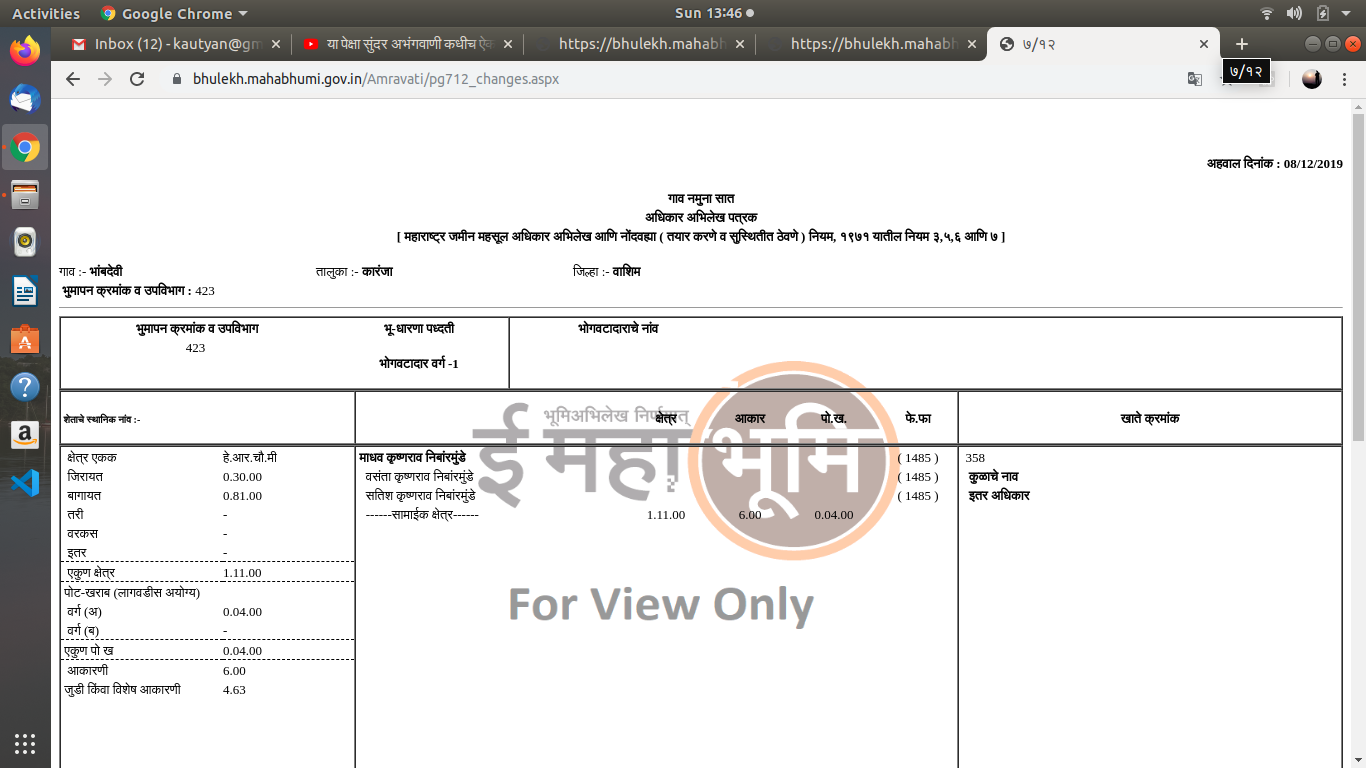 Activities Google Chrome Sun 13:46
Inbox (12) - kautyan@gm या पेक्षा सुंदर अभंगवाणी कधीच ऐक https://bhulekh.mahabh https://bhulekh.mahabh ७/१२
bhulekh.mahabhumi.gov.in/Amravati/pg712_changes.aspx
७/१२
अहवाल दिनांक : 08/12/2019
गाव नमुना सात
अधिकार अभिलेख पत्रक
[ महाराष्ट्र जमीन महसूल अधिकार अभिलेख आणि नोंदवह्या ( तयार करणे व सुस्थितीत ठेवणे ) नियम, १९७१ यातील नियम ३,५,६ आणि ७ ]
गाव :- भांबदेवी तालुका :- कारंजा जिल्हा :- वाशिम
भुमापन क्रमांक व उपविभाग : 423
भुमापन क्रमांक व उपविभाग भू-धारणा पध्दती भोगवटादाराचे नांव
423
भोगवटादार वर्ग -1
शेताचे स्थानिक नांव :- क्षेत्र आकार पो.ख. फे.फा खाते क्रमांक
भूमिअभिलेख निर्णयात्
ई महाभूमि
क्षेत्र एकक हे.आर.चौ.मी माधव कृष्णराव निबांरमुंडे ( 1485 ) 358
जिरायत 0.30.00 वसंता कृष्णराव निबांरमुंडे ( 1485 ) कुळाचे नाव
बागायत 0.81.00 सतिश कृष्णराव निबांरमुंडे ( 1485 ) इतर अधिकार
तरी - ------सामाईक क्षेत्र------ 1.11.00 6.00 0.04.00
वरकस -
इतर -
एकुण क्षेत्र 1.11.00
पोट-खराब (लागवडीस अयोग्य)
वर्ग (अ) 0.04.00
वर्ग (ब) -
एकुण पो ख 0.04.00
आकारणी 6.00
जुडी किंवा विशेष आकारणी 4.63
For View Only